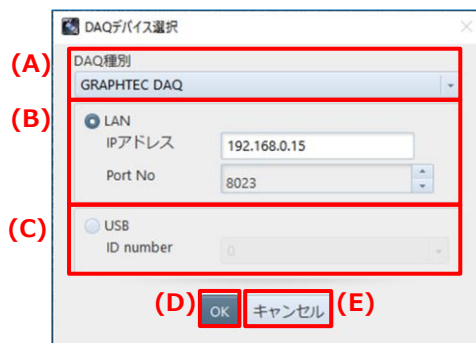 DAQデバイス選択
(A)
DAQ種別
GRAPHTEC DAQ
(B)
LAN
IPアドレス 192.168.0.15
Port No 8023
(C)
USB
ID number 0
(D) OK キャンセル (E)